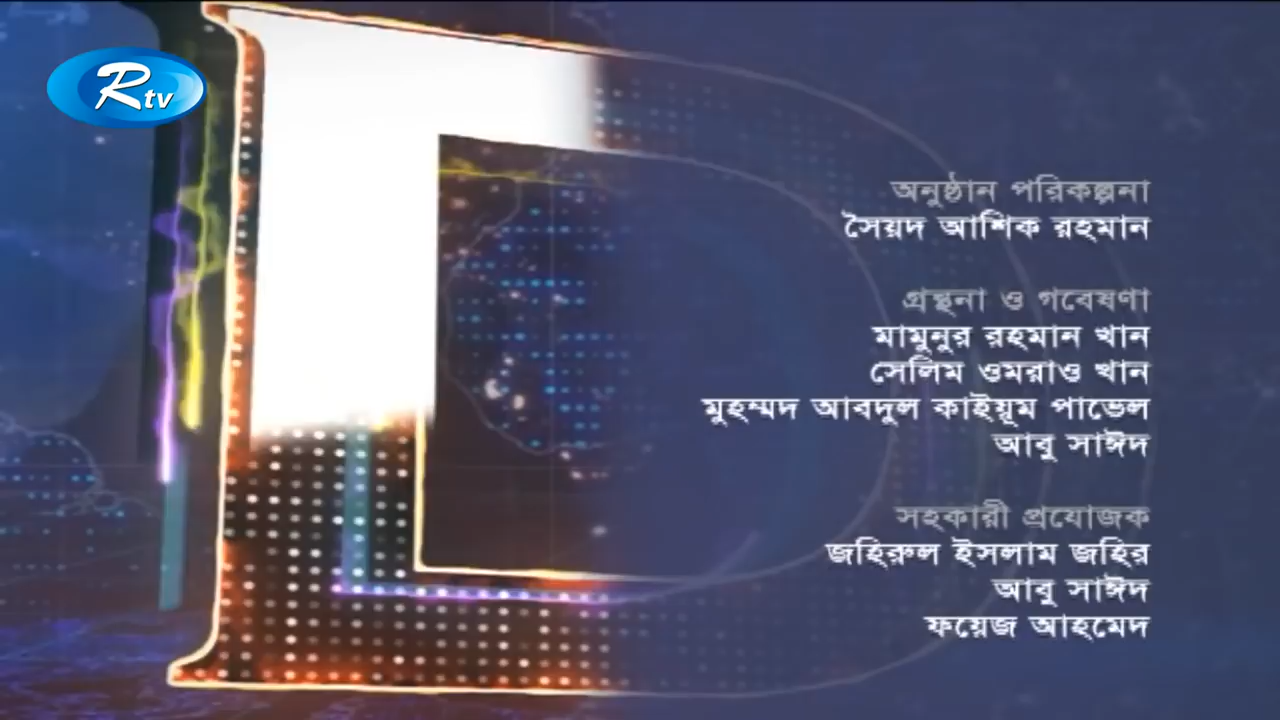 Rtv
অনুষ্ঠান পরিকল্পনা
সৈয়দ আশিক রহমান
গ্রন্থনা ও গবেষণা
মামুনুর রহমান খান
সেলিম ওমরাও খান
মুহম্মদ আবদুল কাইয়ূম পাভেল
আবু সাঈদ
সহকারী প্রযোজক
জহিরুল ইসলাম জহির
আবু সাঈদ
ফয়েজ আহমেদ